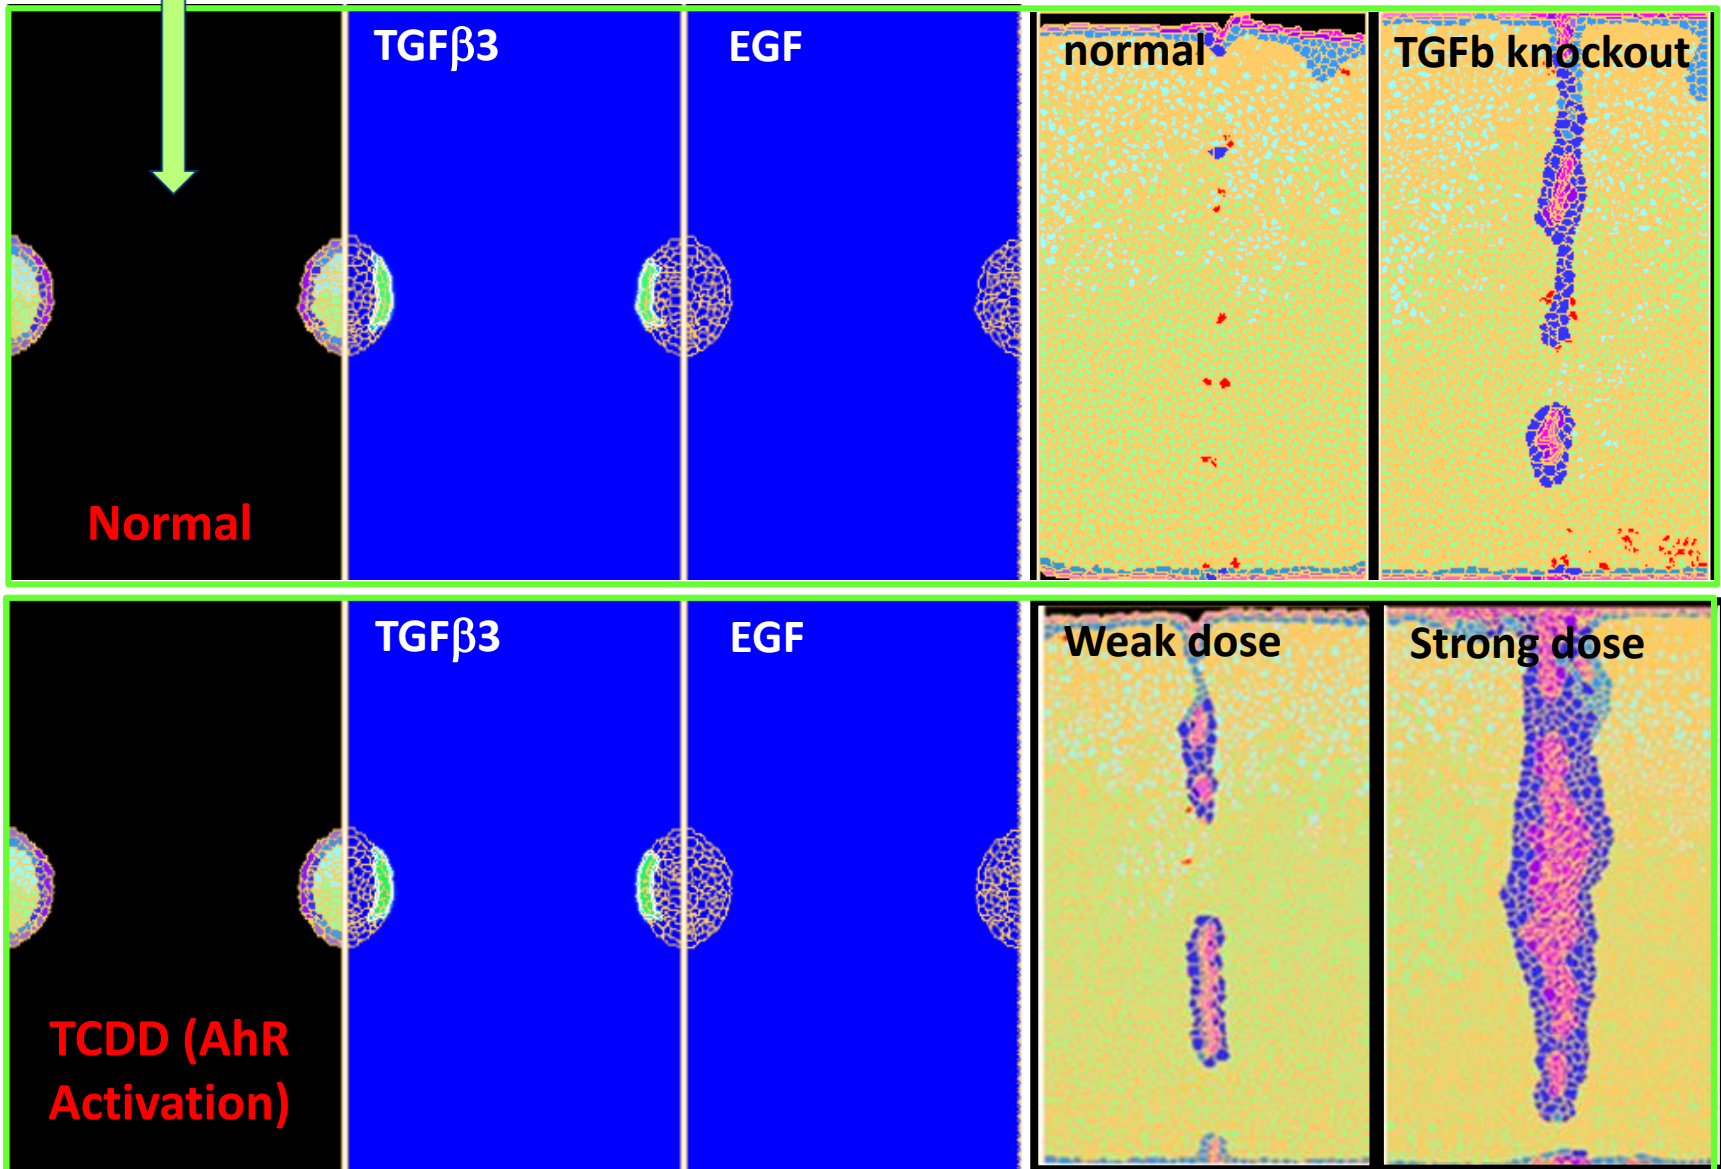 TGFβ3
EGF
normal
TGFb knockout
Normal
TGFβ3
EGF
Weak dose
Strong dose
TCDD (AhR
Activation)